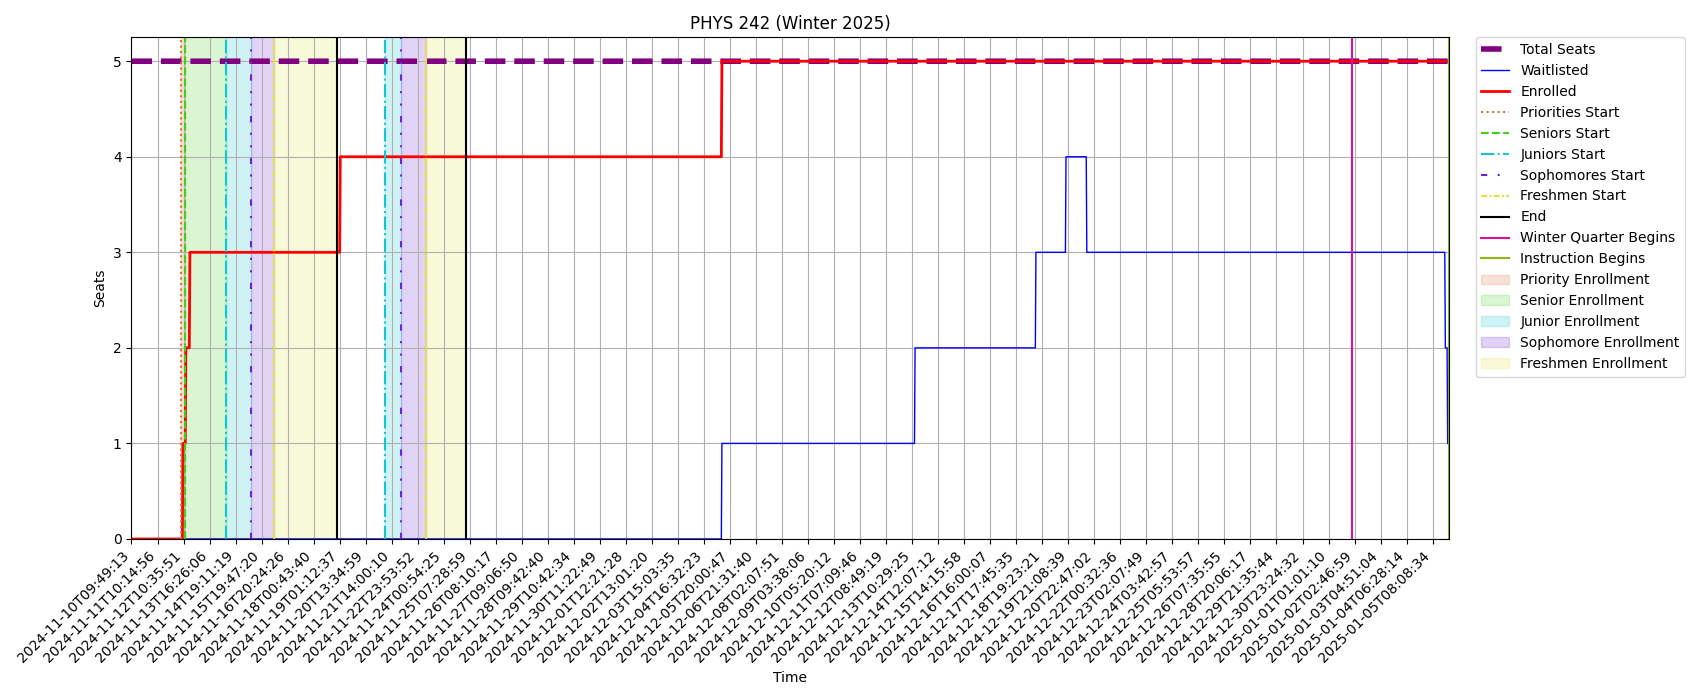 PHYS 242 (Winter 2025)
Seats
5
4
3
2
1
0
2024-11-10T09:49:13
2024-11-11T10:14:56
2024-11-12T10:35:51
2024-11-13T16:26:06
2024-11-14T19:11:19
2024-11-15T19:47:20
2024-11-16T20:24:26
2024-11-18T00:43:40
2024-11-19T01:12:37
2024-11-20T13:34:59
2024-11-21T14:00:10
2024-11-22T23:53:52
2024-11-24T00:54:25
2024-11-25T07:28:59
2024-11-26T08:10:17
2024-11-27T09:06:50
2024-11-28T09:42:40
2024-11-29T10:42:34
2024-11-30T11:22:49
2024-12-01T12:21:28
2024-12-02T13:01:20
2024-12-03T15:03:35
2024-12-04T16:32:23
2024-12-05T20:00:47
2024-12-06T21:31:40
2024-12-08T02:07:51
2024-12-09T03:38:06
2024-12-10T05:20:12
2024-12-11T07:09:46
2024-12-12T08:49:19
2024-12-13T10:29:25
2024-12-14T12:07:12
2024-12-15T14:15:58
2024-12-16T16:00:07
2024-12-17T17:45:35
2024-12-18T19:23:21
2024-12-19T21:08:39
2024-12-20T22:47:02
2024-12-22T00:32:36
2024-12-23T02:07:49
2024-12-24T03:42:57
2024-12-25T05:53:57
2024-12-26T07:35:55
2024-12-28T20:06:17
2024-12-29T21:35:44
2024-12-30T23:24:32
2025-01-01T01:01:10
2025-01-02T02:46:59
2025-01-03T04:51:04
2025-01-04T06:28:14
2025-01-05T08:08:34
Time
Total Seats
Waitlisted
Enrolled
Priorities Start
Seniors Start
Juniors Start
Sophomores Start
Freshmen Start
End
Winter Quarter Begins
Instruction Begins
Priority Enrollment
Senior Enrollment
Junior Enrollment
Sophomore Enrollment
Freshmen Enrollment